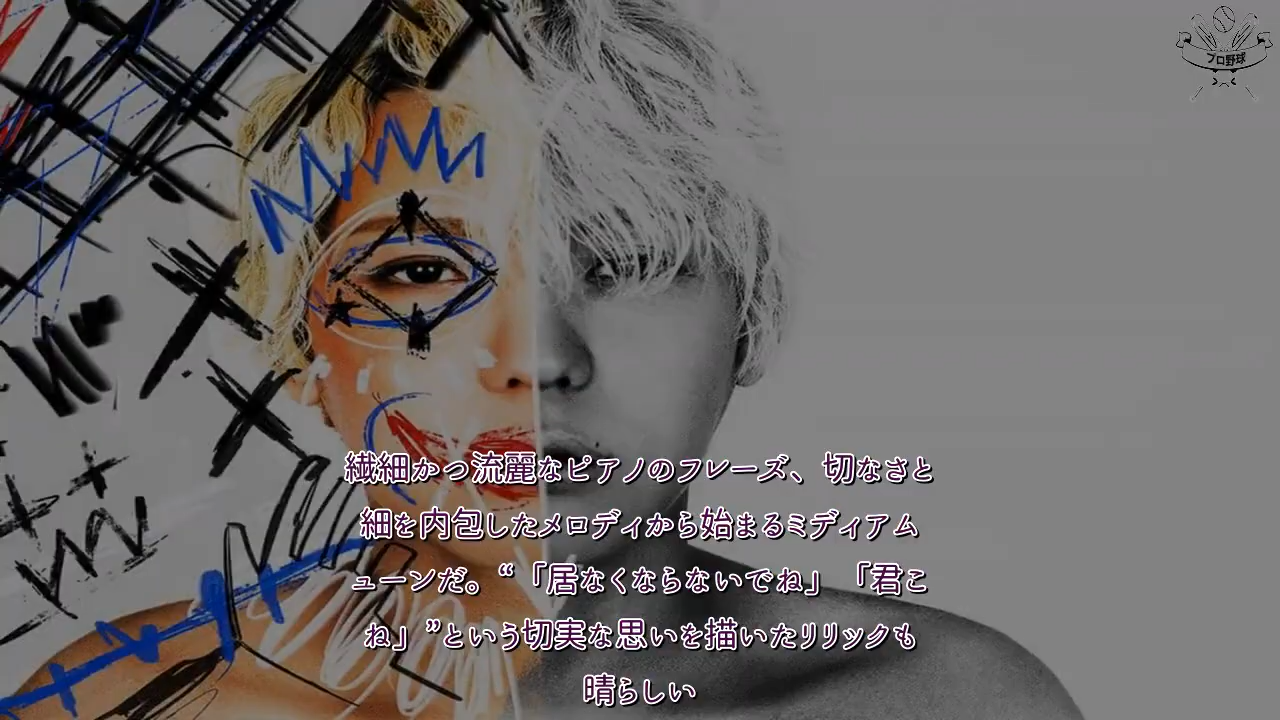 プロ野球
繊細かつ流麗なピアノのフレーズ、切なさと
細を内包したメロディから始まるミディアム
ューンだ。“「居なくならないでね」「君こ
ね」”という切実な思いを描いたリリックも
晴らしい